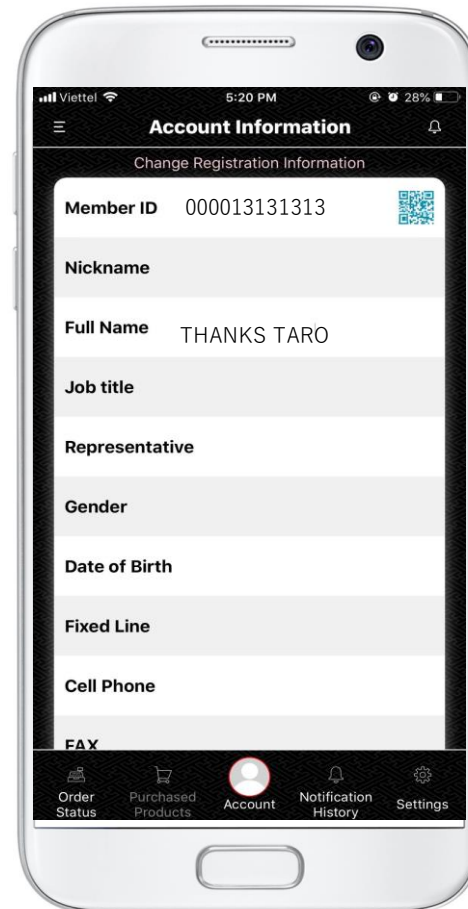 Viettel 5:20 PM 28%
Account Information
Change Registration Information
Member ID 000013131313
Nickname
Full Name THANKS TARO
Job title
Representative
Gender
Date of Birth
Fixed Line
Cell Phone
FAX
Order Status
Purchased Products
Account
Notification History
Settings